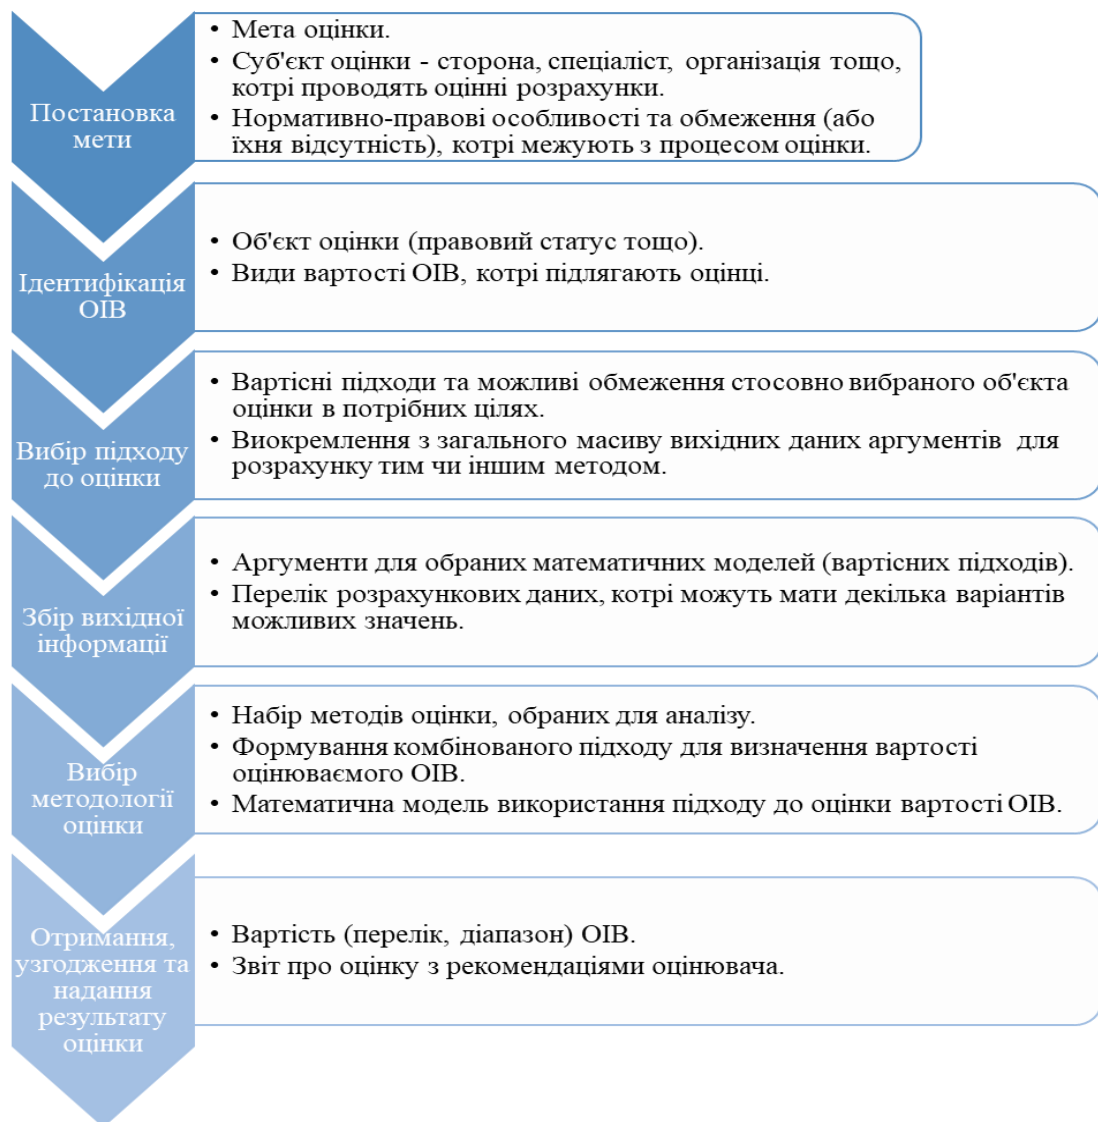 Постановка
мети
• Мета оцінки.
• Суб'єкт оцінки - сторона, спеціаліст, організація тощо,
котрі проводять оцінні розрахунки.
• Нормативно-правові особливості та обмеження (або
їхня відсутність), котрі межують з процесом оцінки.
Ідентифікація
ОІВ
• Об'єкт оцінки (правовий статус тощо).
• Види вартості ОІВ, котрі підлягають оцінці.
Вибір підходу
до оцінки
• Вартісні підходи та можливі обмеження стосовно вибраного об'єкта
оцінки в потрібних цілях.
• Виокремлення з загального масиву вихідних даних аргументів для
розрахунку тим чи іншим методом.
Збір вихідної
інформації
• Аргументи для обраних математичних моделей (вартісних підходів).
• Перелік розрахункових даних, котрі можуть мати декілька варіантів
можливих значень.
Вибір
методології
оцінки
• Набір методів оцінки, обраних для аналізу.
• Формування комбінованого підходу для визначення вартості
оцінюваємого ОІВ.
• Математична модель використання підходу до оцінки вартості ОІВ.
Отримання,
узгодження та
надання
результату
оцінки
• Вартість (перелік, діапазон) ОІВ.
• Звіт про оцінку з рекомендаціями оцінювача.